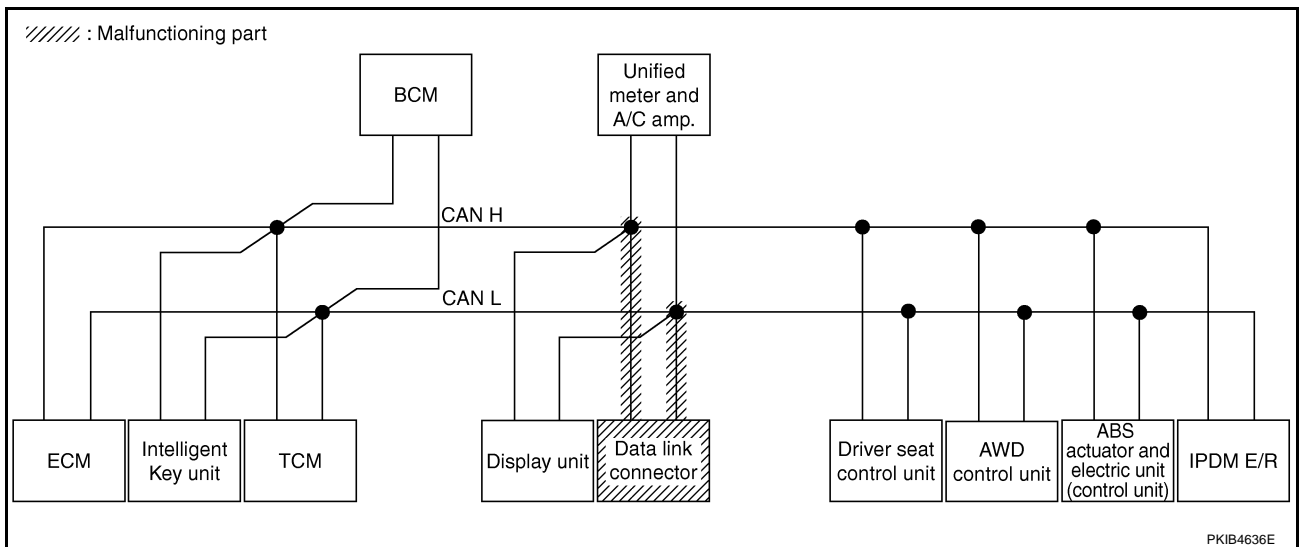 : Malfunctioning part
BCM
Unified
meter and
A/C amp.
CAN H
CAN L
ECM
Intelligent
Key unit
TCM
Display unit
Data link
connector
Driver seat
control unit
AWD
control unit
ABS
actuator and
electric unit
(control unit)
IPDM E/R
PKIB4636E